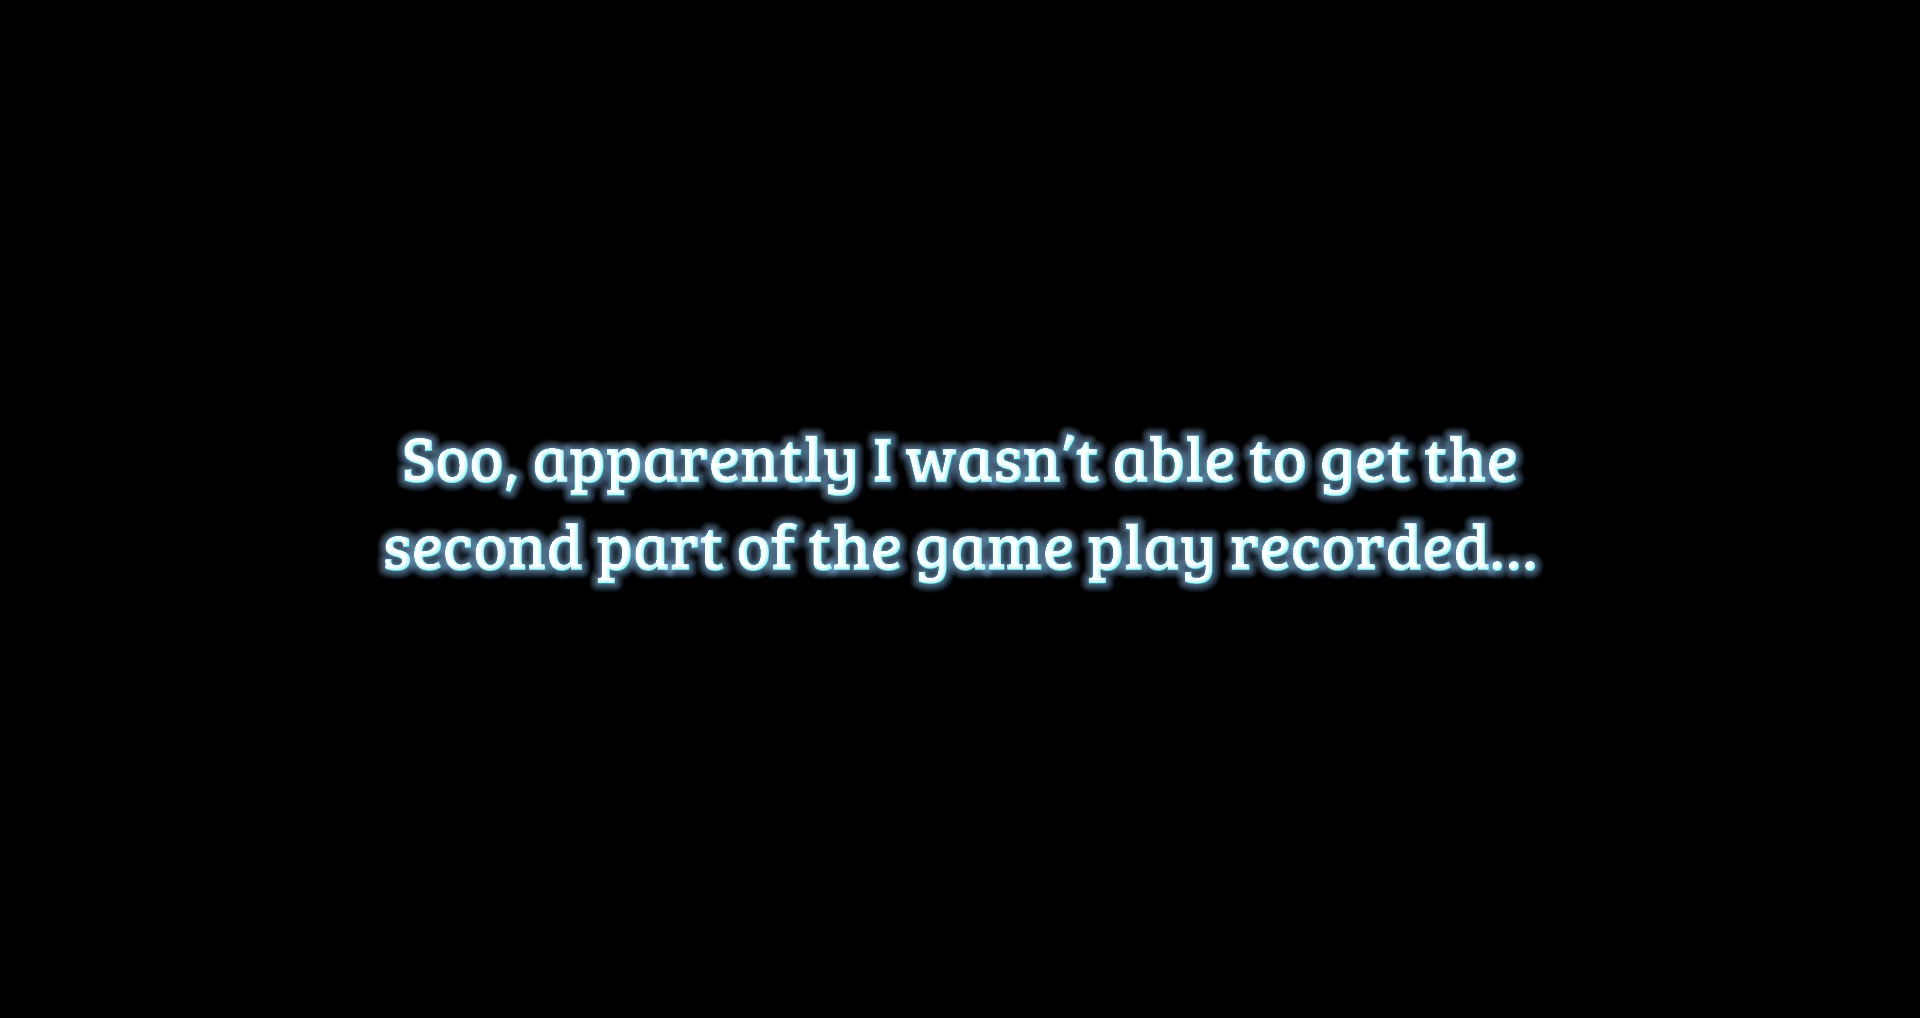 Soo, apparently I wasn't able to get the
second part of the game play recorded...